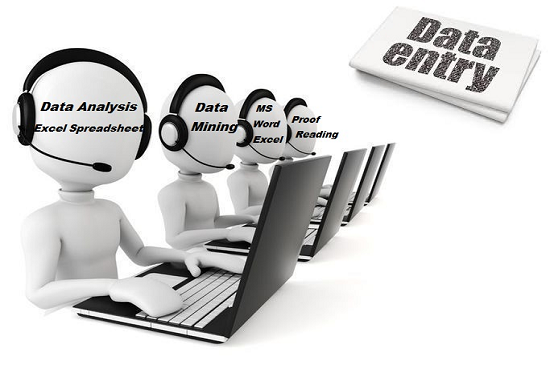 Data Analysis
Excel Spreadsheet
Data
Mining
MS
Word
Excel
Proof
Reading
Data
entry